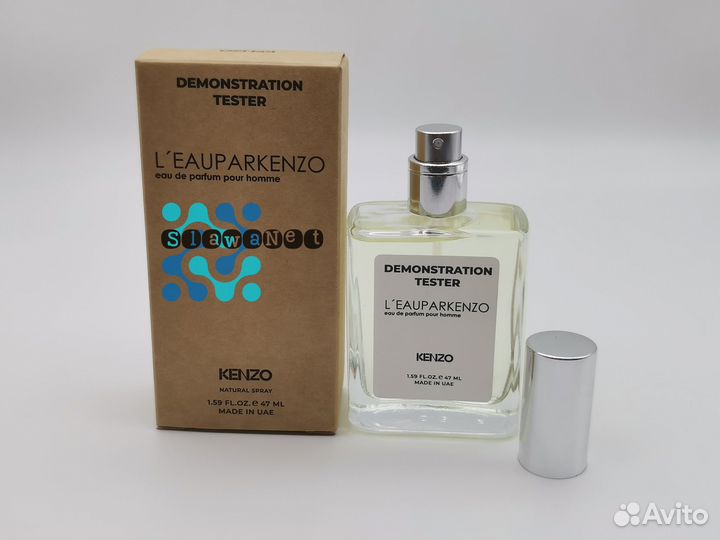 DEMONSTRATION
TESTER
L´EAUPARKENZO
eau de parfum pour homme
SlawaNet
KENZO
NATURAL SPRAY
1.59 FL.OZ. e 47 ML
MADE IN UAE
DEMONSTRATION
TESTER
L´EAUPARKENZO
eau de parfum pour homme
KENZO
1.59 FL.OZ. e 47 ML
MADE IN UAE
Avito